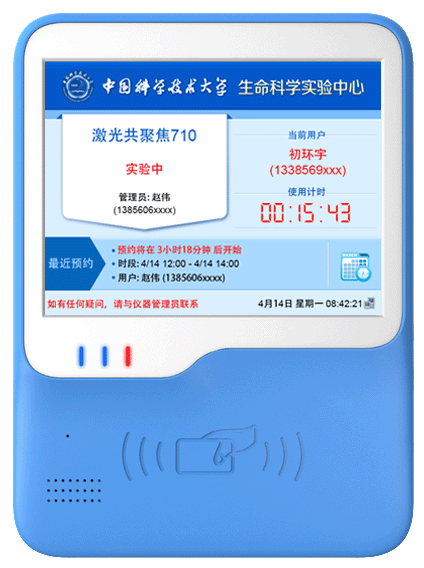 中国科学技术大学 生命科学实验中心
激光共聚焦710
实验中
管理员: 赵伟
(1385606xxxx)
当前用户
初环宇
(1338569xxx)
使用计时
00:15:43
最近预约
• 预约将在 3小时18分钟 后开始
• 时段: 4/14 12:00 - 4/14 14:00
• 用户: 赵伟 (1385606xxxx)
如有任何疑问，请与仪器管理员联系
4月14日 星期一 08:42:21